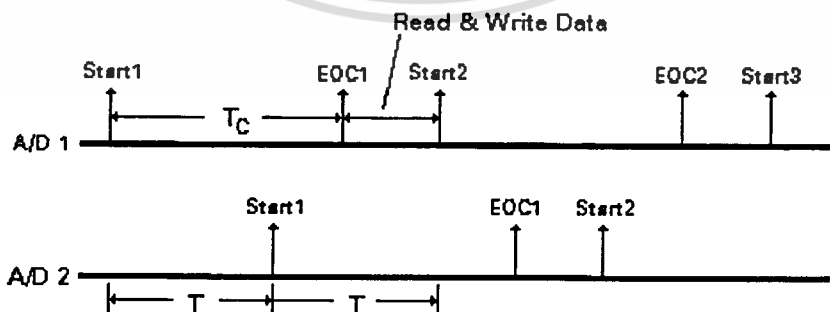 Read & Write Data
Start1 EOC1 Start2 EOC2 Start3
T_C
A/D 1
Start1 EOC1 Start2
A/D 2
T T